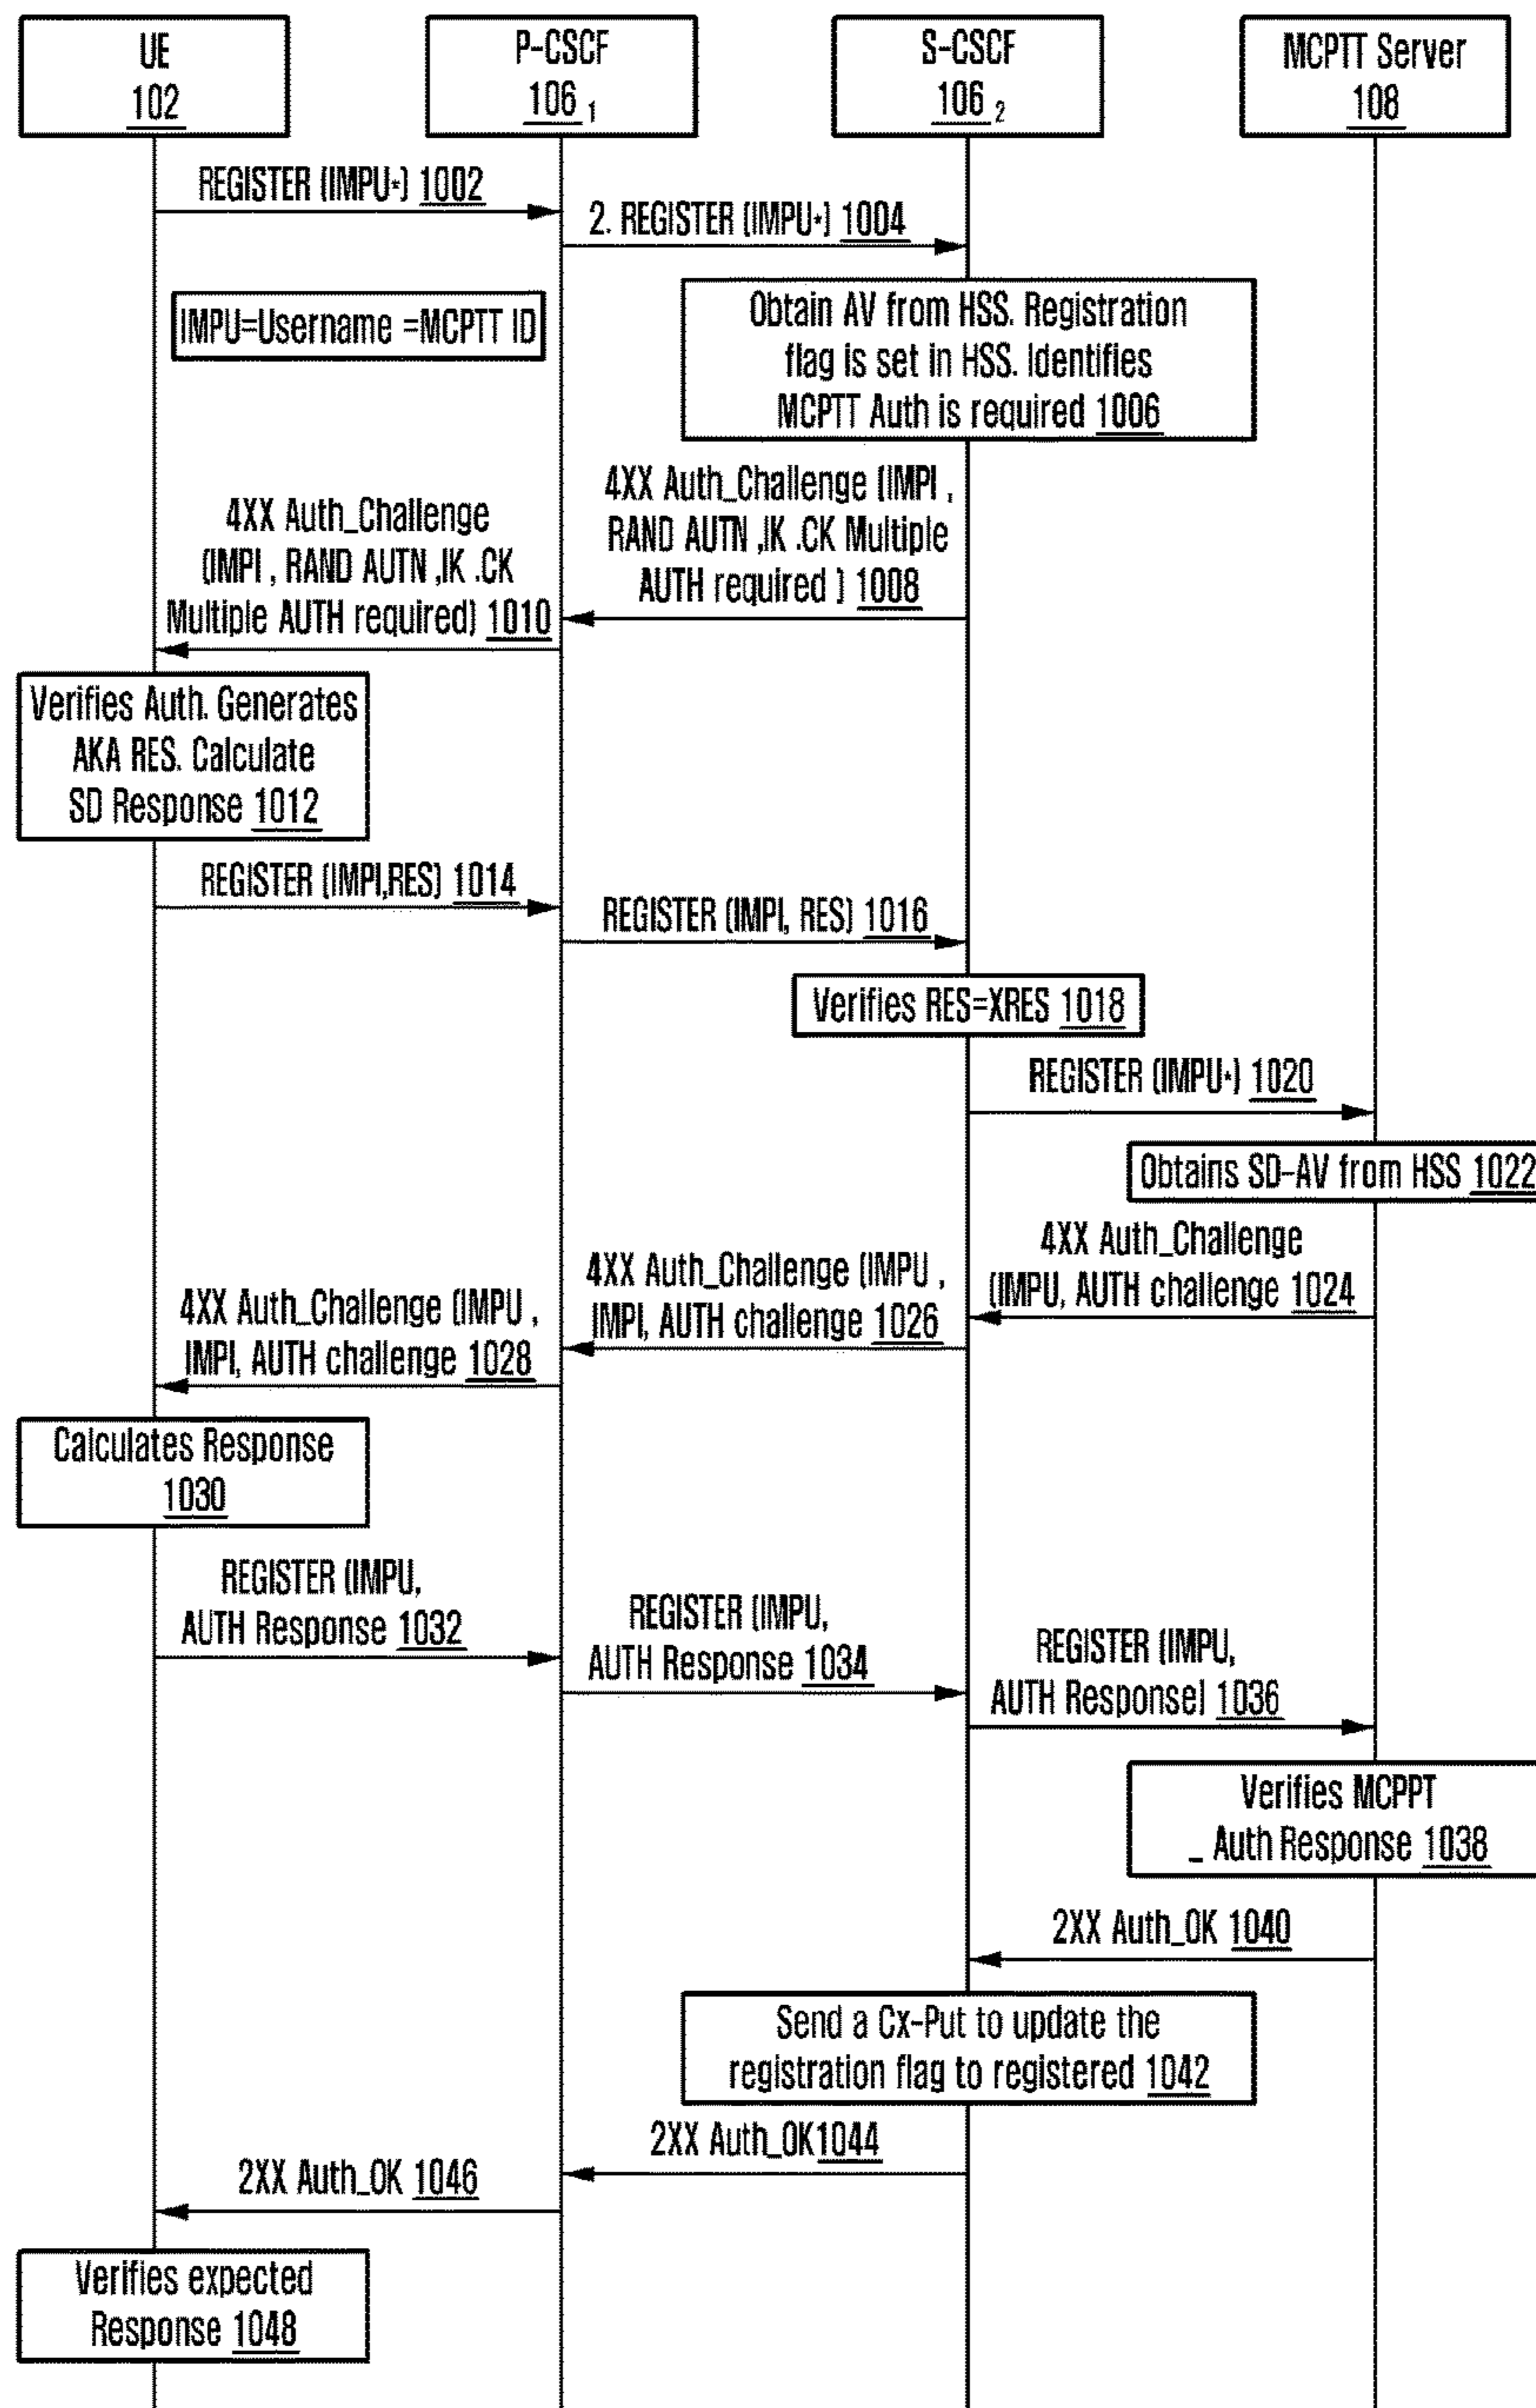 UE
102
P-CSCF
106 1
S-CSCF
106 2
MCPTT Server
108
REGISTER (IMPU*) 1002
2. REGISTER (IMPU*) 1004
IMPU=Username =MCPTT ID
Obtain AV from HSS. Registration
flag is set in HSS. Identifies
MCPTT Auth is required 1006
4XX Auth_Challenge (IMPI ,
RAND AUTN ,IK .CK Multiple
AUTH required ) 1008
4XX Auth_Challenge
(IMPI , RAND AUTN ,IK .CK
Multiple AUTH required) 1010
Verifies Auth. Generates
AKA RES. Calculate
SD Response 1012
REGISTER (IMPI,RES) 1014
REGISTER (IMPI, RES) 1016
Verifies RES=XRES 1018
REGISTER (IMPU*) 1020
Obtains SD-AV from HSS 1022
4XX Auth_Challenge
(IMPU, AUTH challenge 1024
4XX Auth_Challenge (IMPU ,
IMPI, AUTH challenge 1026
4XX Auth_Challenge (IMPU ,
IMPI, AUTH challenge 1028
Calculates Response
1030
REGISTER (IMPU,
AUTH Response 1032
REGISTER (IMPU,
AUTH Response 1034
REGISTER (IMPU,
AUTH Response) 1036
Verifies MCPPT
_ Auth Response 1038
2XX Auth_OK 1040
Send a Cx-Put to update the
registration flag to registered 1042
2XX Auth_OK1044
2XX Auth_OK 1046
Verifies expected
Response 1048